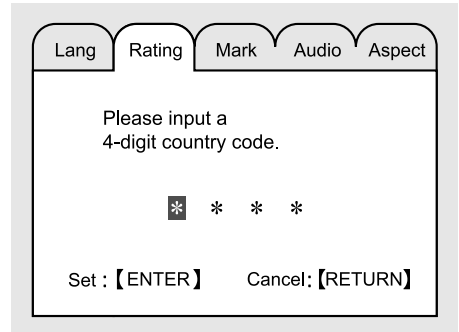 Lang Rating Mark Audio Aspect
Please input a
4-digit country code.
* * * *
Set :【ENTER】 Cancel:【RETURN】